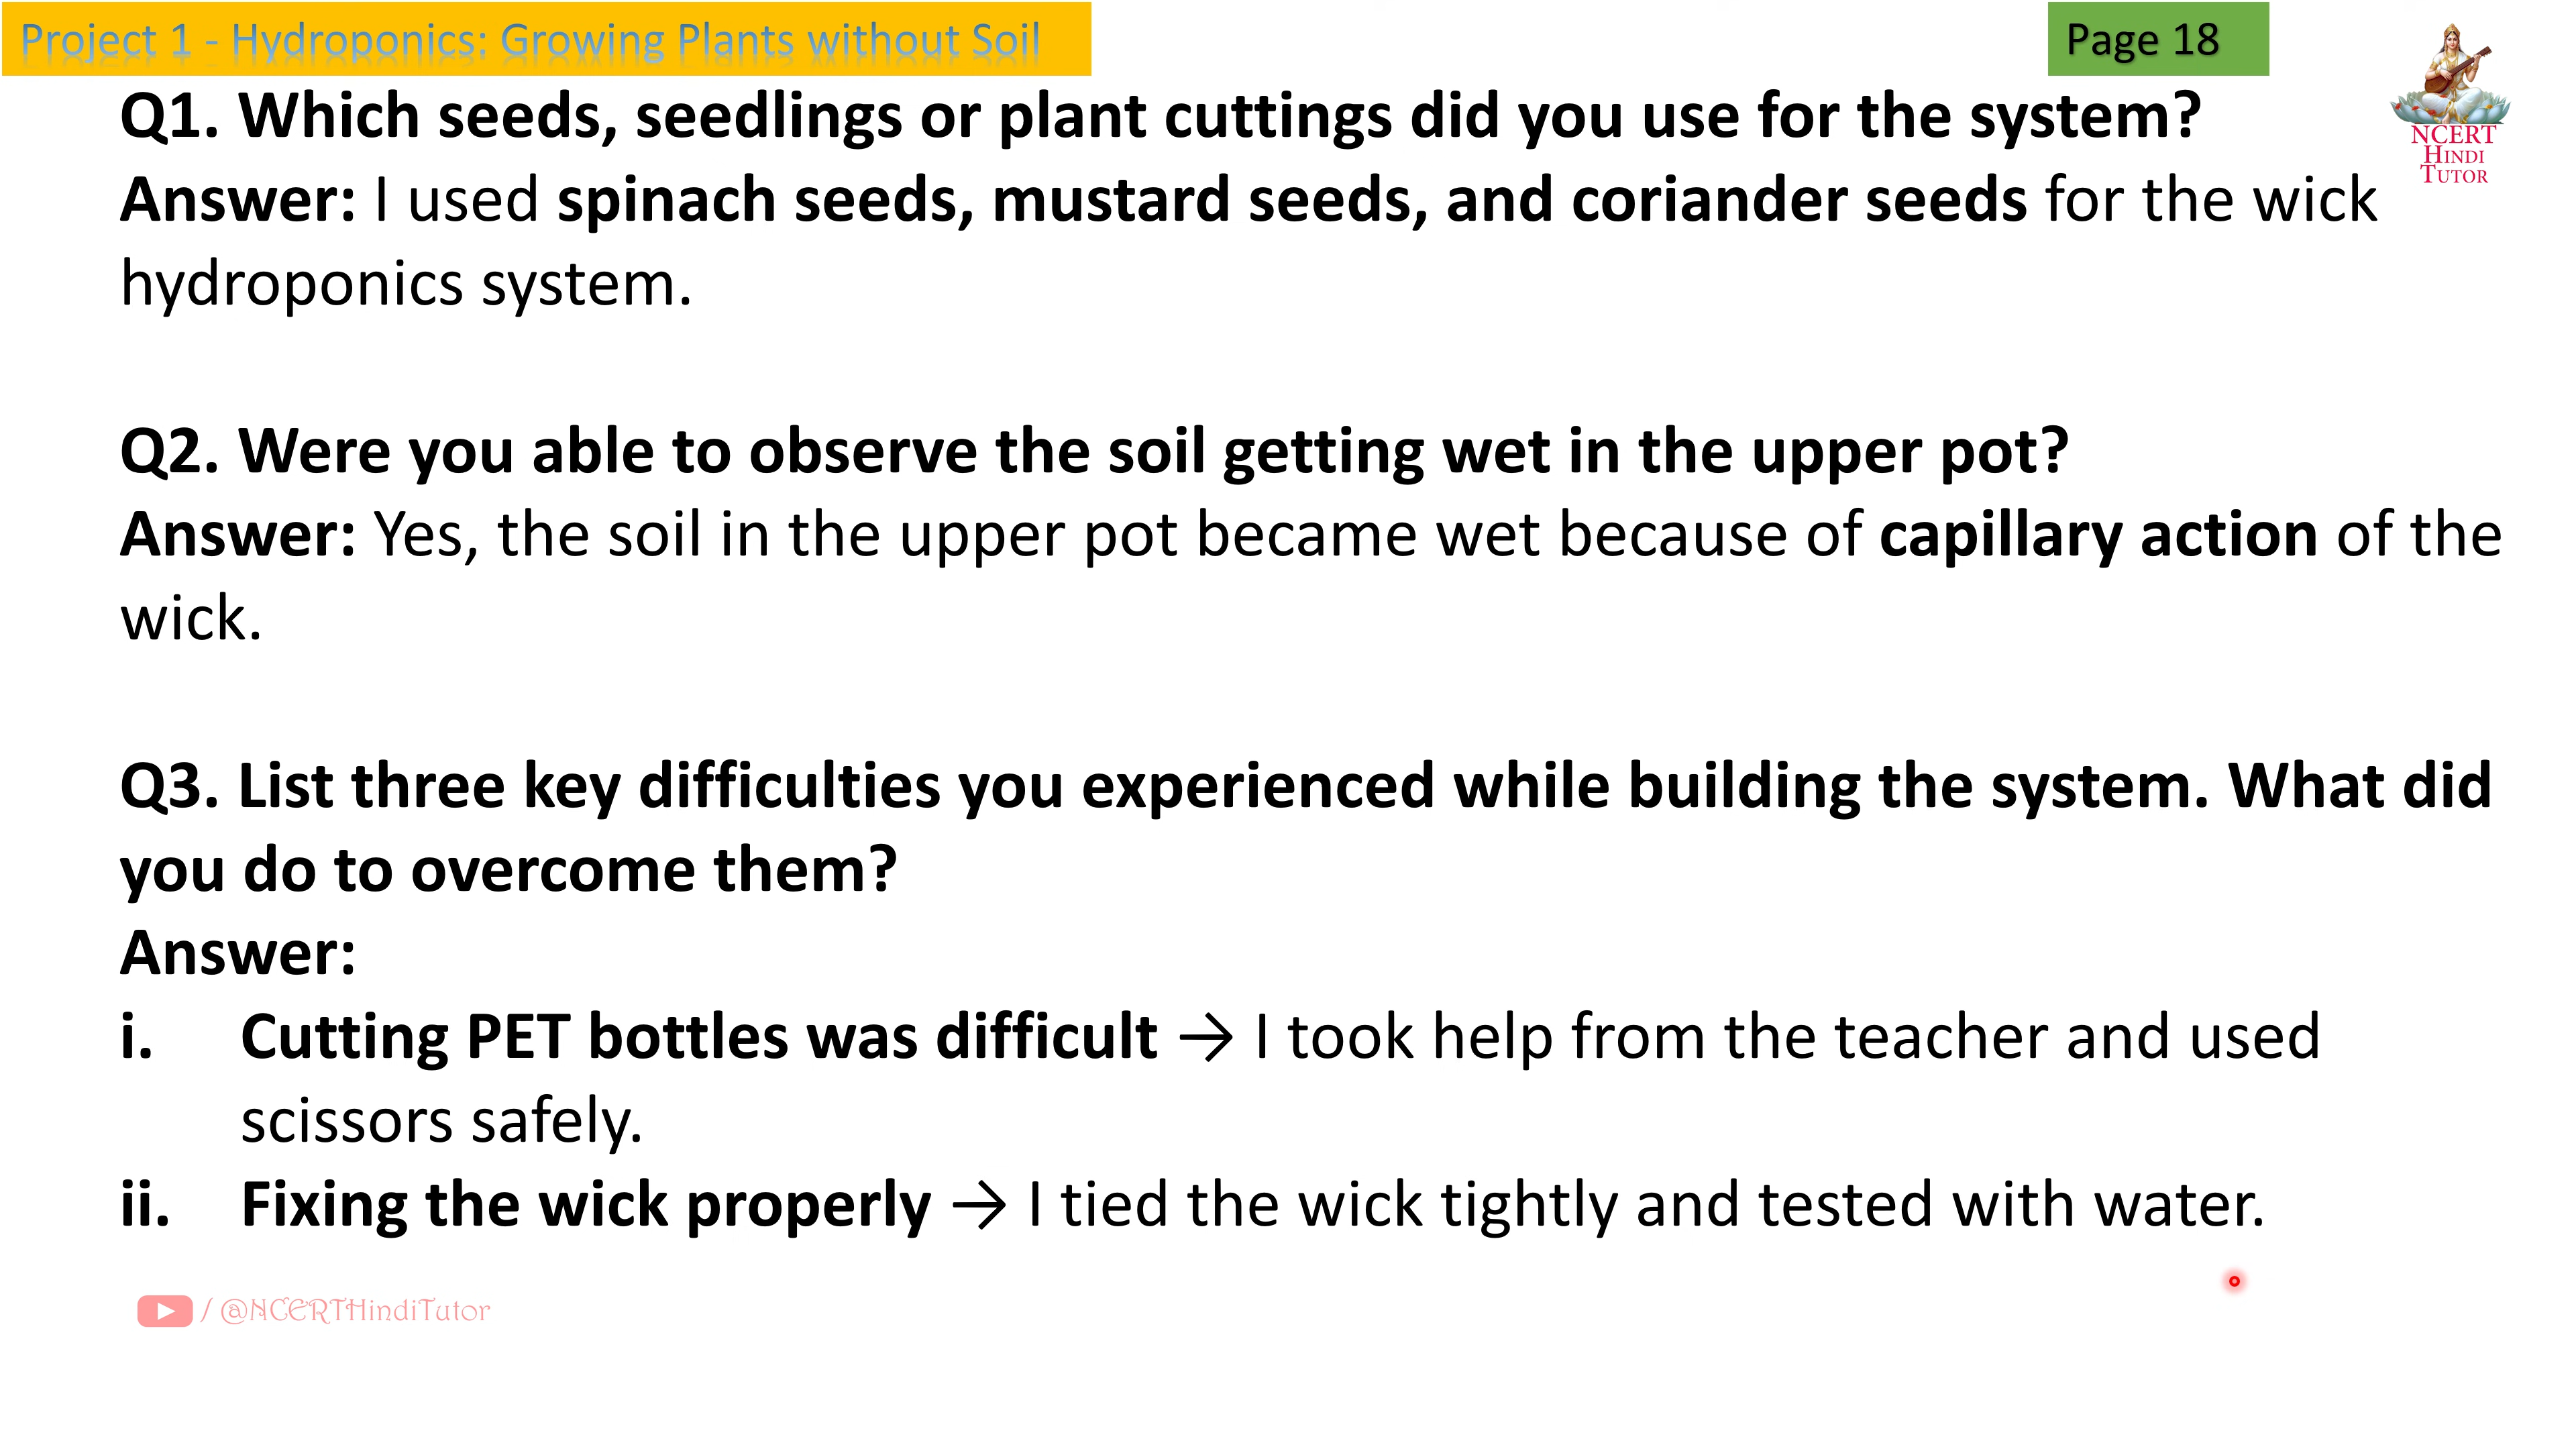 Project 1 - Hydroponics: Growing Plants without Soil
Page 18
NCERT
HINDI
TUTOR
Q1. Which seeds, seedlings or plant cuttings did you use for the system?
Answer: I used spinach seeds, mustard seeds, and coriander seeds for the wick
hydroponics system.
Q2. Were you able to observe the soil getting wet in the upper pot?
Answer: Yes, the soil in the upper pot became wet because of capillary action of the
wick.
Q3. List three key difficulties you experienced while building the system. What did
you do to overcome them?
Answer:
i. Cutting PET bottles was difficult → I took help from the teacher and used
scissors safely.
ii. Fixing the wick properly → I tied the wick tightly and tested with water.
/ @NCERTHindiTutor